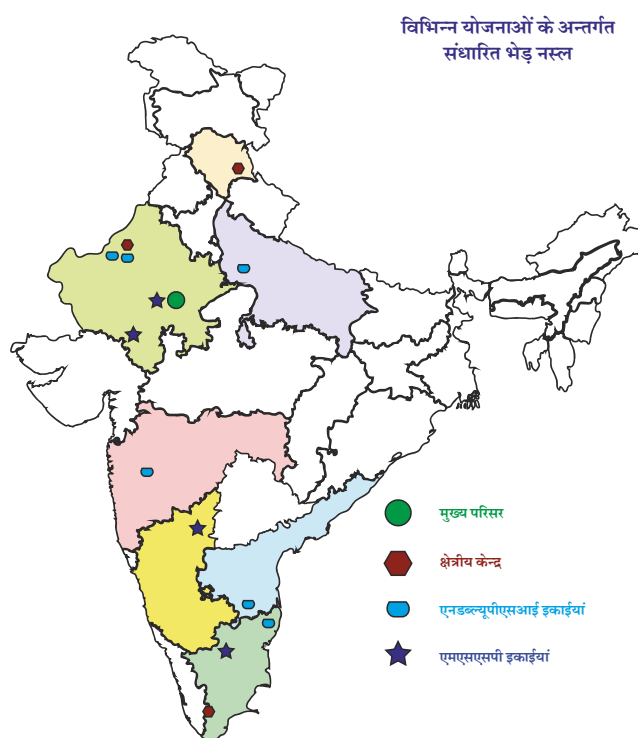 विभिन्न योजनाओं के अन्तर्गत
संधारित भेड़ नस्ल
मुख्य परिसर
क्षेत्रीय केन्द्र
एनडब्ल्यूपीएसआई इकाईयां
एमएसएसपी इकाईयां